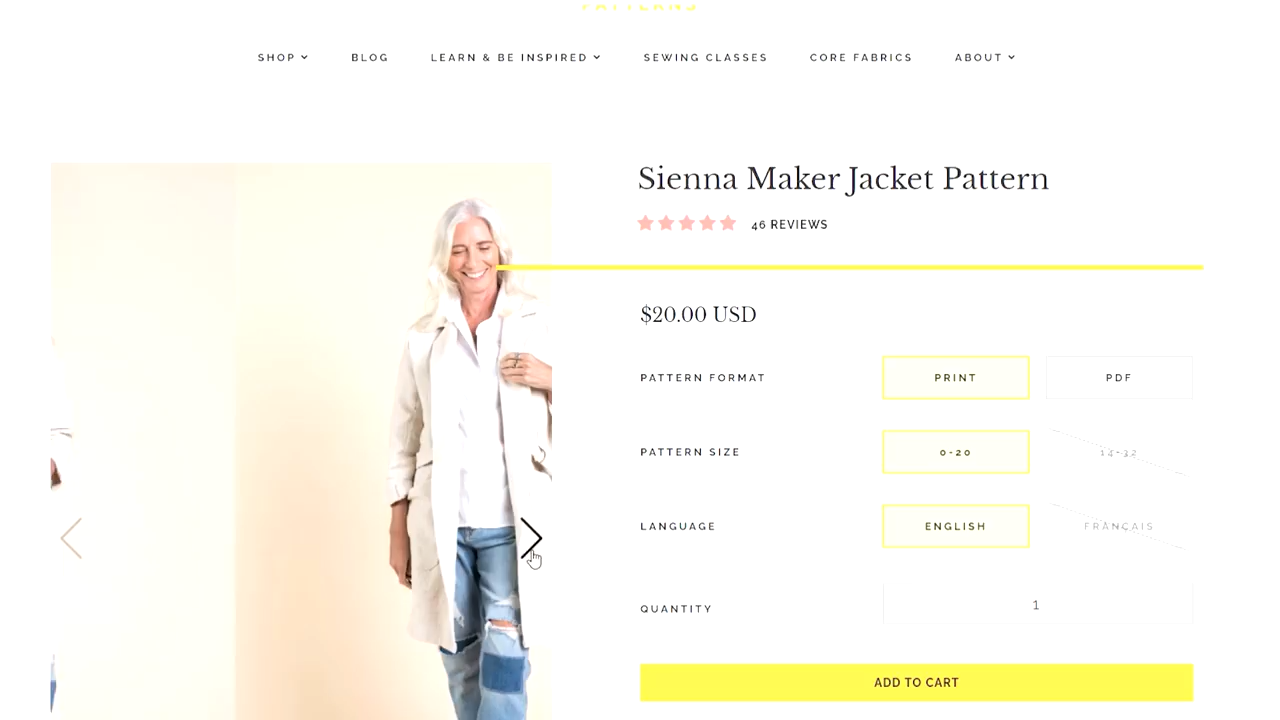 SHOP
BLOG
LEARN & BE INSPIRED
SEWING CLASSES
CORE FABRICS
ABOUT
Sienna Maker Jacket Pattern
46 REVIEWS
$20.00 USD
PATTERN FORMAT
PRINT
PDF
PATTERN SIZE
0-20
14-32
LANGUAGE
ENGLISH
FRANÇAIS
QUANTITY
1
ADD TO CART